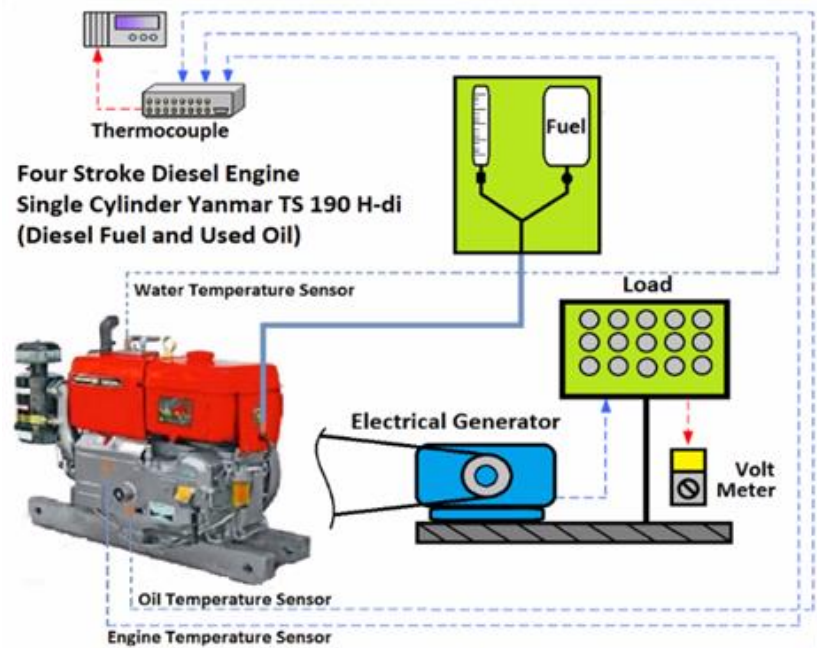 Thermocouple
Four Stroke Diesel Engine
Single Cylinder Yanmar TS 190 H-di
(Diesel Fuel and Used Oil)
Fuel
Water Temperature Sensor
Load
Electrical Generator
Volt
Meter
Oil Temperature Sensor
Engine Temperature Sensor